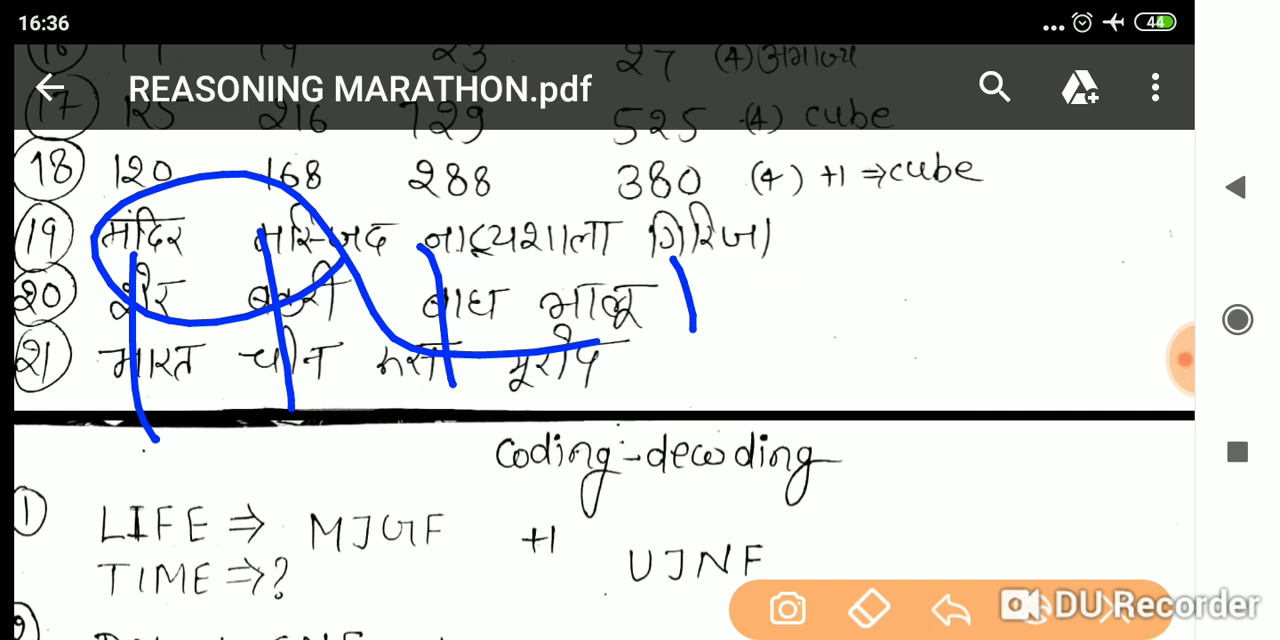 16:36 ... 44
27 (4)
REASONING MARATHON.pdf
17 125 216 729 525 (4) cube
18 120 168 288 380 (4) +1 ⇒ cube
19 मंदिर मस्जिद नाट्यशाला गिरिजा
20 शेर बकरी बाघ भालू
21 भारत चीन रूस यूरोप
Coding :- decoding
1 LIFE ⇒ MJGF +1
TIME ⇒ ? UJNF
DU Recorder